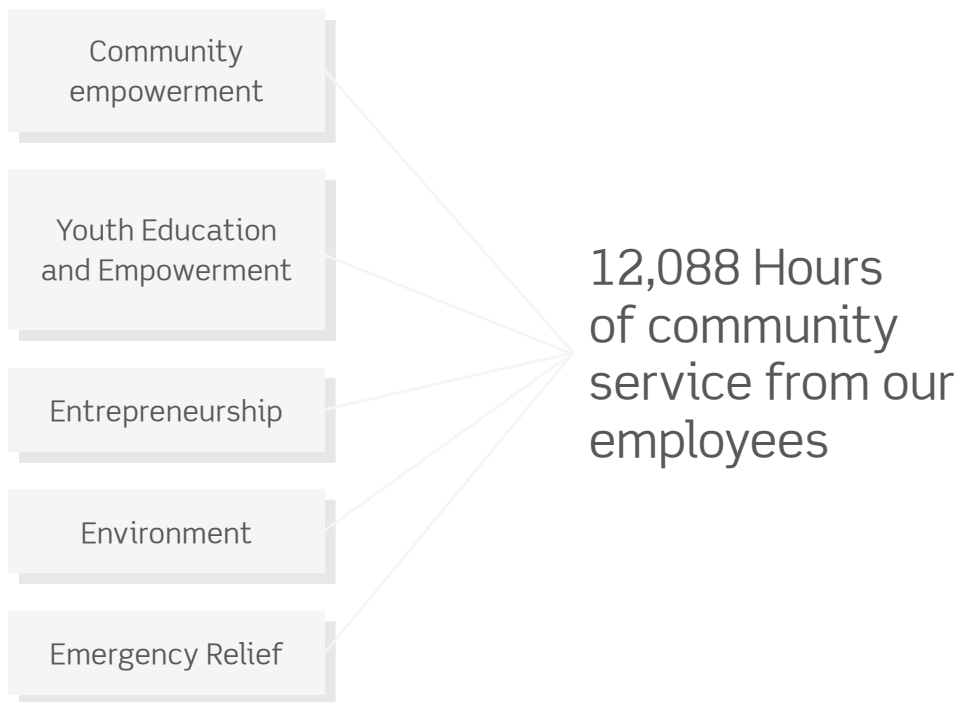 Community
empowerment
Youth Education
and Empowerment
Entrepreneurship
Environment
Emergency Relief
12,088 Hours
of community
service from our
employees